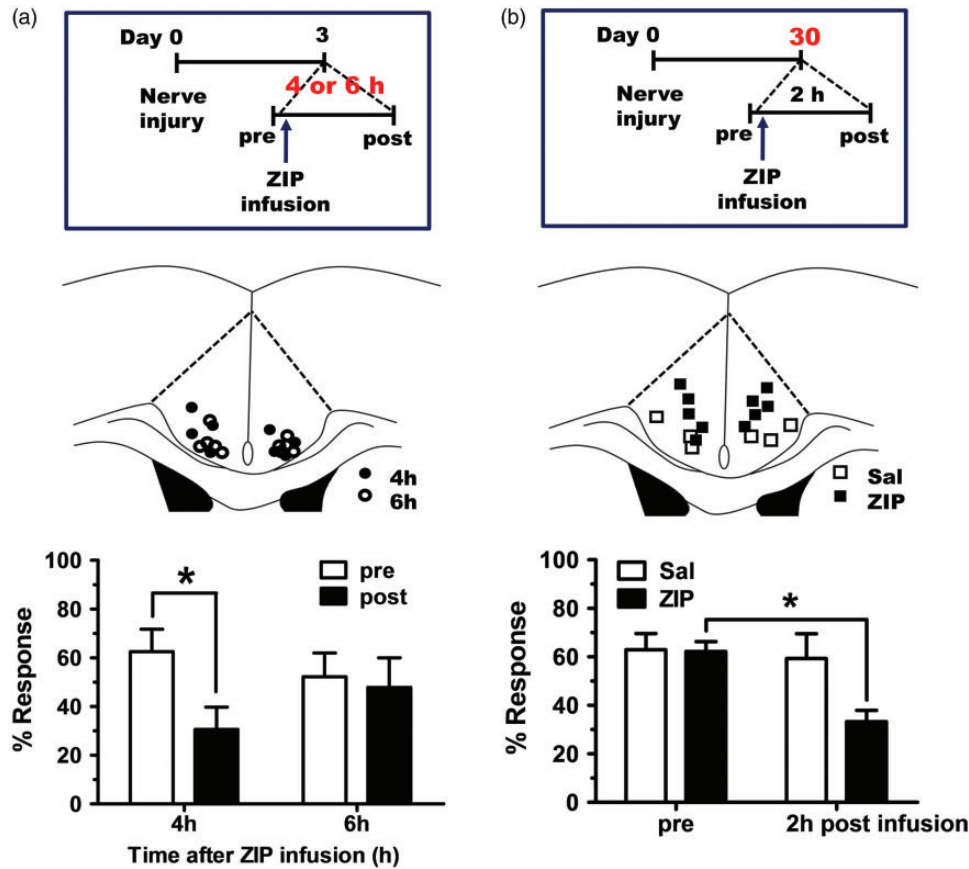 (a)
Day 0
3
4 or 6 h
Nerve
injury
pre
post
ZIP
infusion
4h
6h
100
80
60
40
20
0
% Response
*
pre
post
4h
6h
Time after ZIP infusion (h)
(b)
Day 0
30
2 h
Nerve
injury
pre
post
ZIP
infusion
Sal
ZIP
100
80
60
40
20
0
% Response
Sal
ZIP
*
pre
2h post infusion